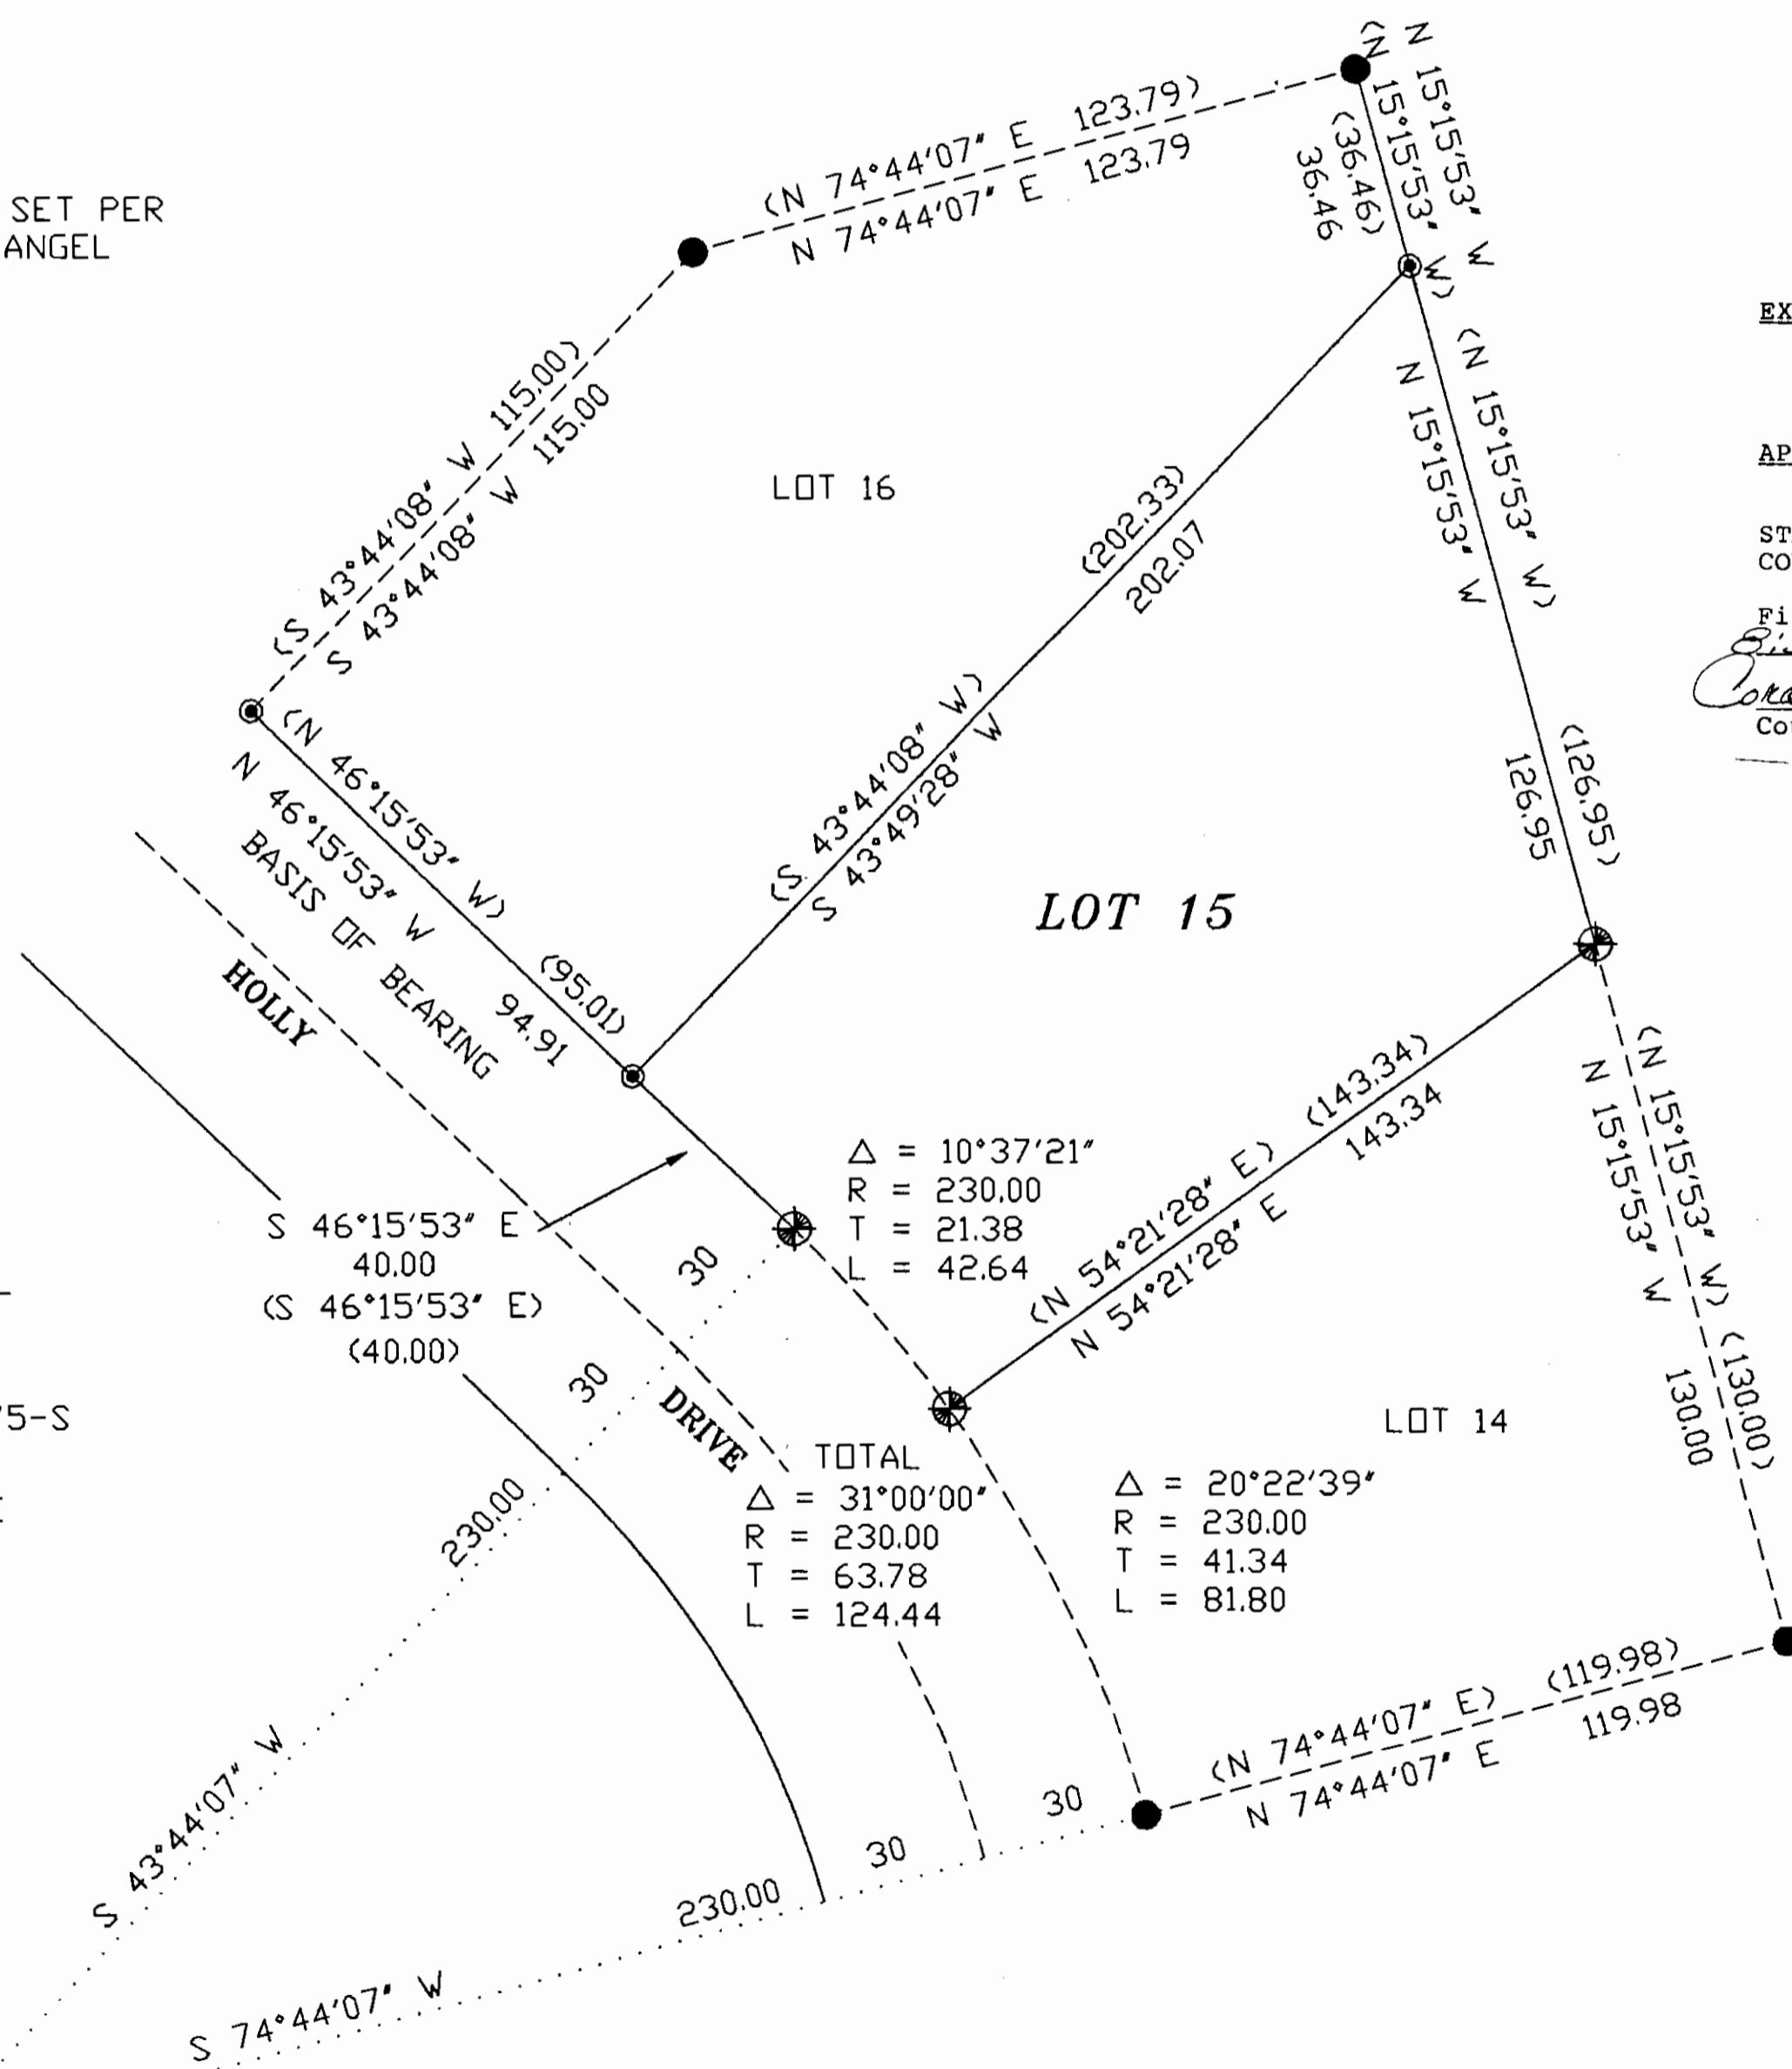 SET PER
ANGEL
(N 74°44'07" E 123.79)
N 74°44'07" E 123.79
(N 15°15'53" W)
N 15°15'53" W
(36.46)
36.46
(S 43°44'08" W 115.00)
S 43°44'08" W 115.00
LOT 16
(202.33)
202.07
(S 43°44'08" W)
S 43°49'28" W
(N 15°15'53" W)
N 15°15'53" W
(126.95)
126.95
EX
AP
ST
CO
Fi
Co
(N 46°15'53" W)
N 46°15'53" W
(95.01)
94.91
BASIS OF BEARING
LOT 15
HOLLY
DRIVE
S 46°15'53" E
40.00
(S 46°15'53" E)
(40.00)
△ = 10°37'21"
R = 230.00
T = 21.38
L = 42.64
(N 54°21'28" E) (143.34)
N 54°21'28" E 143.34
(N 15°15'53" W) (130.00)
N 15°15'53" W 130.00
30
30
5-S
LOT 14
TOTAL
△ = 31°00'00"
R = 230.00
T = 63.78
L = 124.44
△ = 20°22'39"
R = 230.00
T = 41.34
L = 81.80
230.00
S 43°44'07" W
(N 74°44'07" E) (119.98)
N 74°44'07" E 119.98
30
30
230.00
S 74°44'07" W